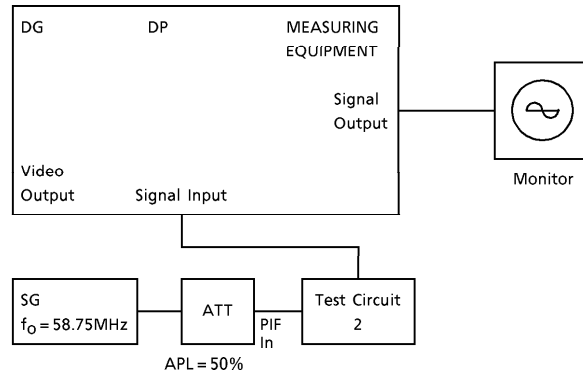 DG DP MEASURING
EQUIPMENT
Signal
Output
Monitor
Video
Output Signal Input
SG
fo = 58.75MHz
ATT
PIF
In
Test Circuit
2
APL = 50%